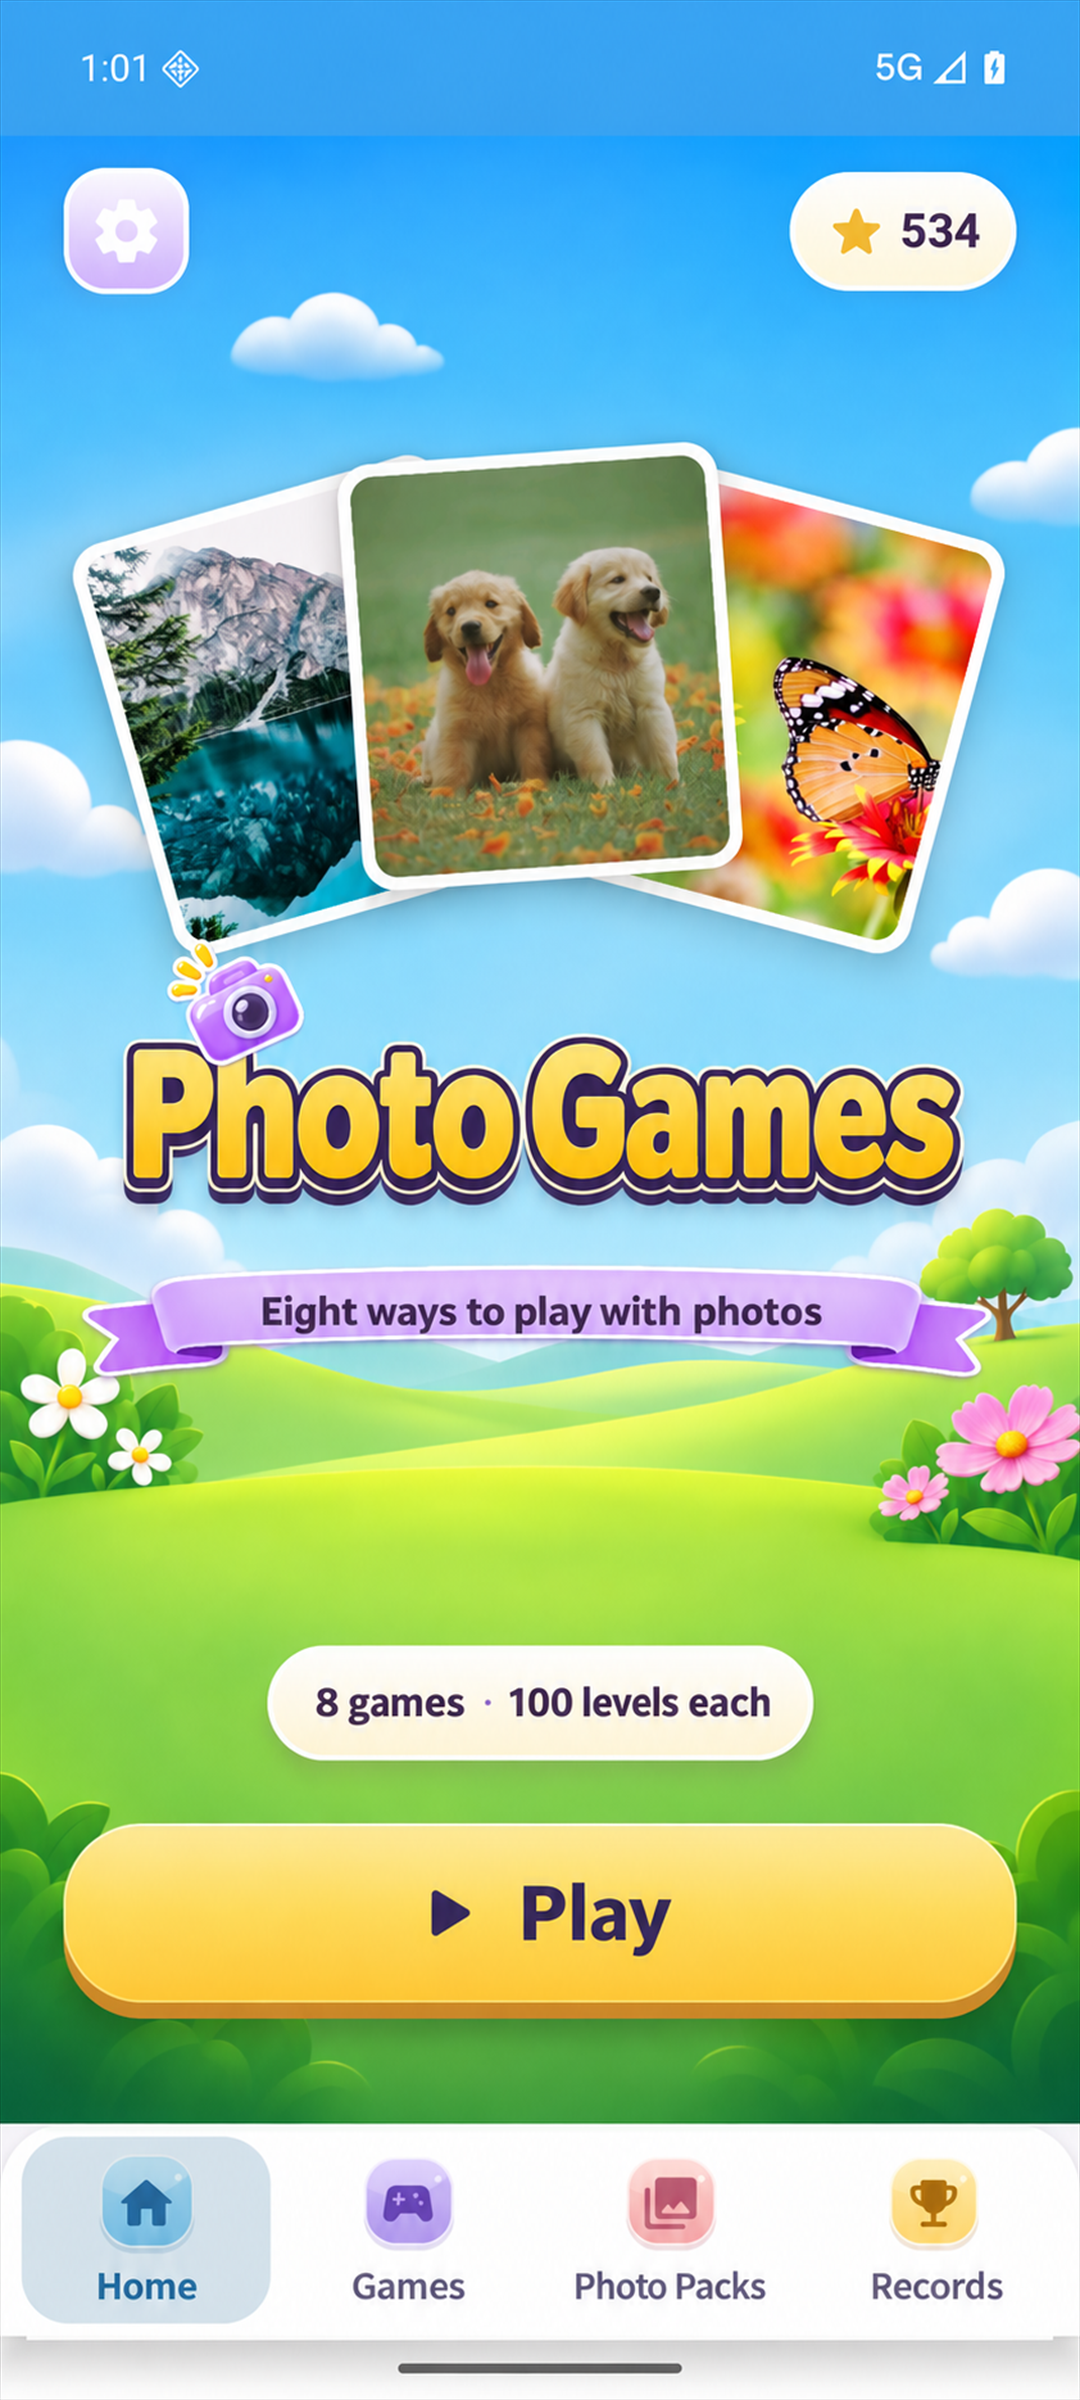 1:01
5G
534
Photo Games
Eight ways to play with photos
8 games · 100 levels each
Play
Home
Games
Photo Packs
Records